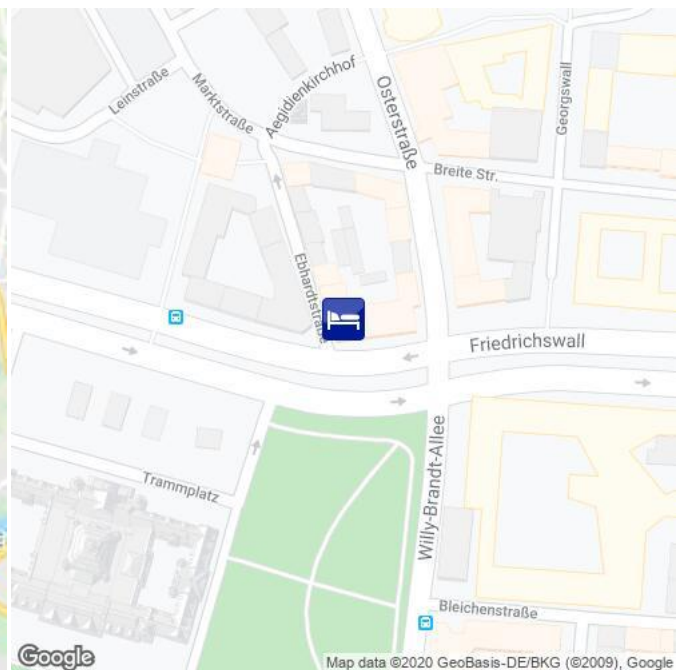 Leinstraße
Marktstraße
Aegidienkirchhof
Osterstraße
Georgswall
Breite Str.
Ebhardtstraße
Friedrichswall
Trammplatz
Willy-Brandt-Allee
Bleichenstraße
Google
Map data ©2020 GeoBasis-DE/BKG (©2009), Google